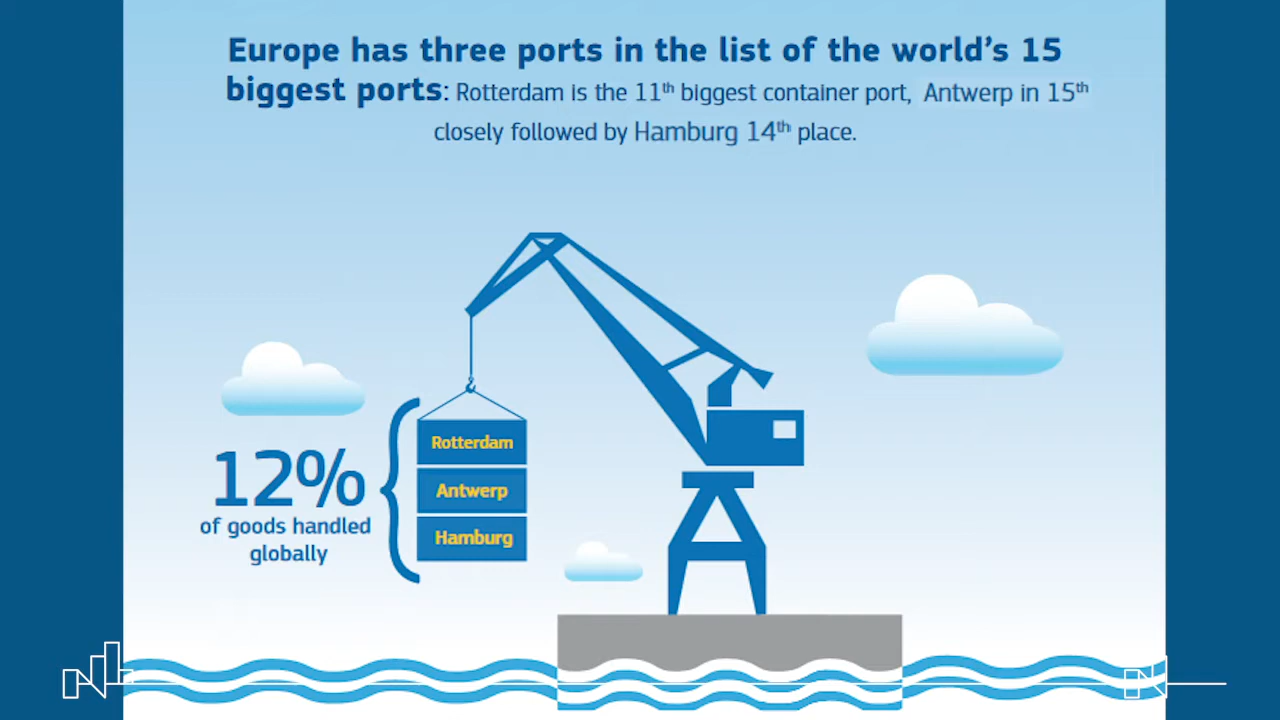 Europe has three ports in the list of the world's 15
biggest ports: Rotterdam is the 11th biggest container port, Antwerp in 15th
closely followed by Hamburg 14th place.
Rotterdam
12%
Antwerp
of goods handled
globally
Hamburg